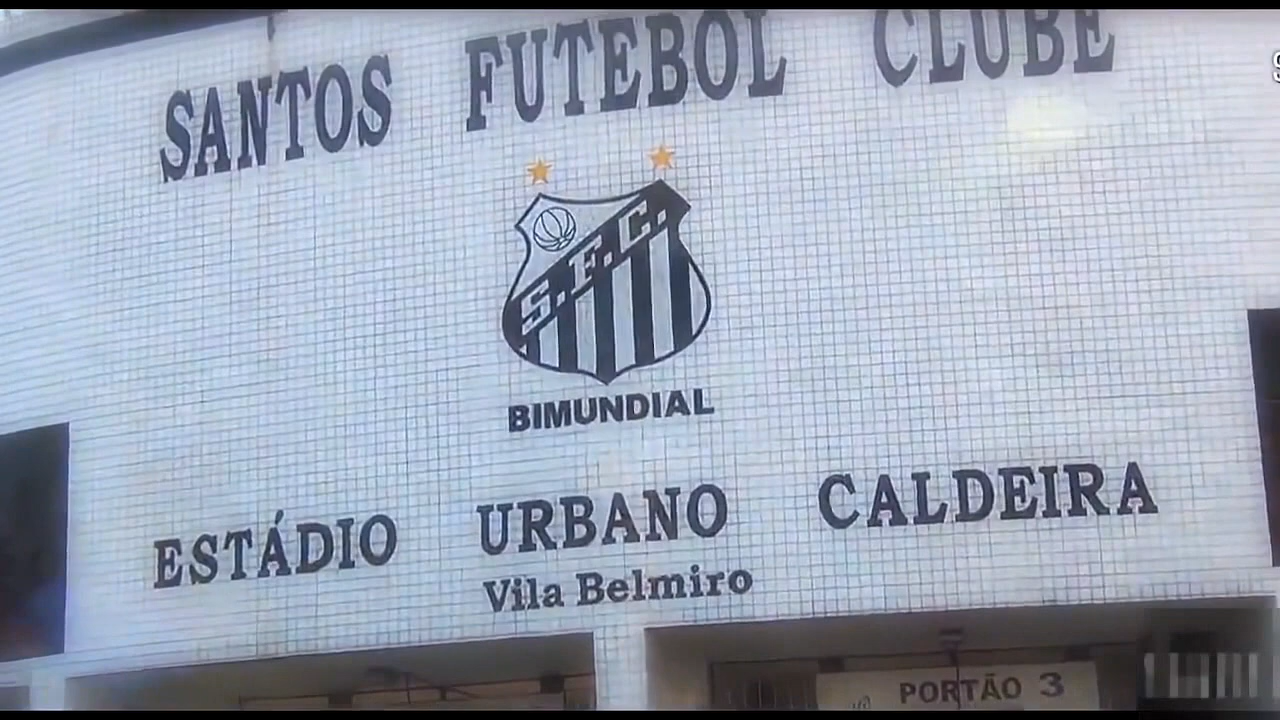 SANTOS FUTEBOL CLUBE
S.F.C.
BIMUNDIAL
ESTÁDIO URBANO CALDEIRA
Vila Belmiro
PORTÃO 3